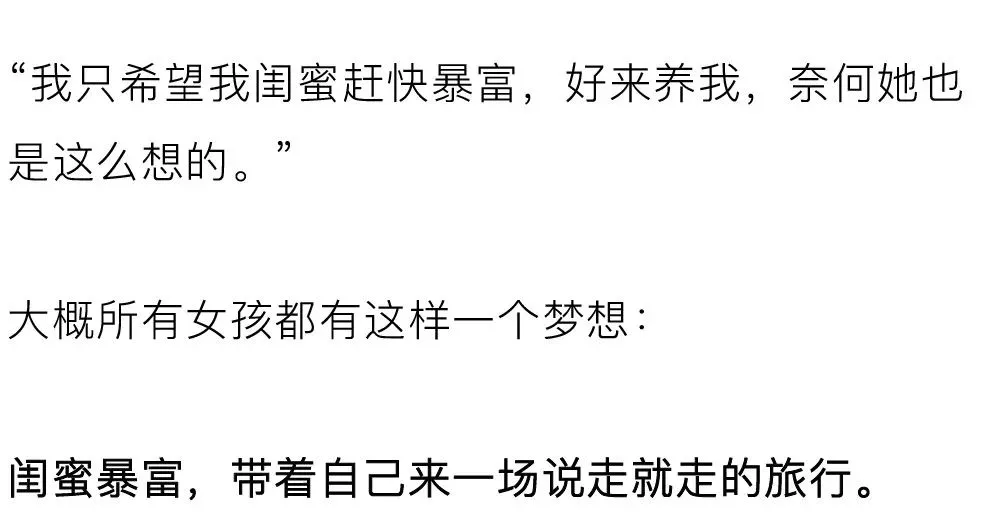 “我只希望我闺蜜赶快暴富，好来养我，奈何她也
是这么想的。”
大概所有女孩都有这样一个梦想：
闺蜜暴富，带着自己来一场说走就走的旅行。